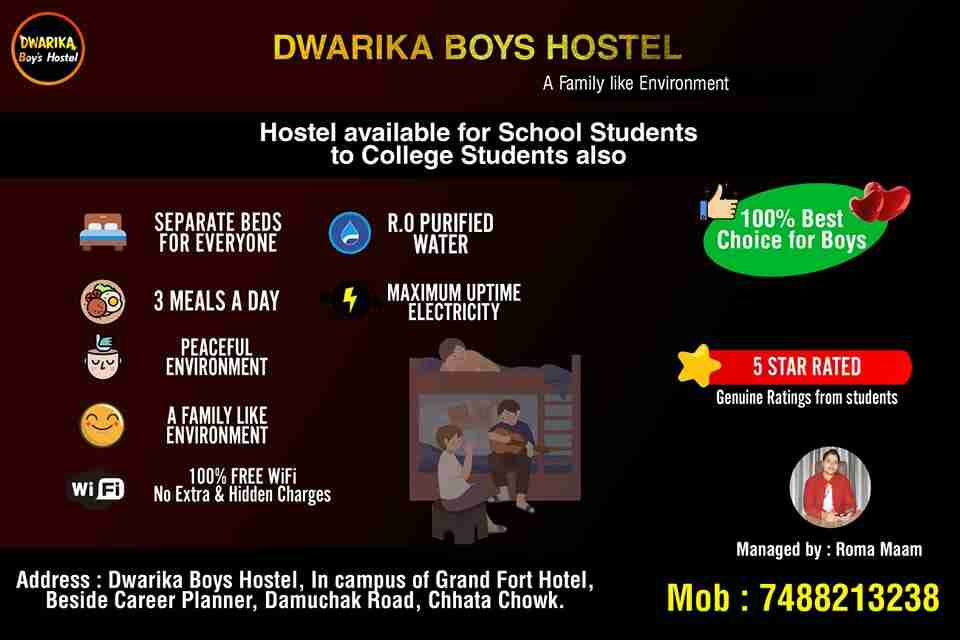 DWARIKA
Boy's Hostel
DWARIKA BOYS HOSTEL
A Family like Environment
Hostel available for School Students
to College Students also
SEPARATE BEDS
FOR EVERYONE
R.O PURIFIED
WATER
100% Best
Choice for Boys
3 MEALS A DAY
MAXIMUM UPTIME
ELECTRICITY
PEACEFUL
ENVIRONMENT
5 STAR RATED
Genuine Ratings from students
A FAMILY LIKE
ENVIRONMENT
Wi Fi
100% FREE WiFi
No Extra & Hidden Charges
Managed by : Roma Maam
Address : Dwarika Boys Hostel, In campus of Grand Fort Hotel,
Beside Career Planner, Damuchak Road, Chhata Chowk.
Mob : 7488213238